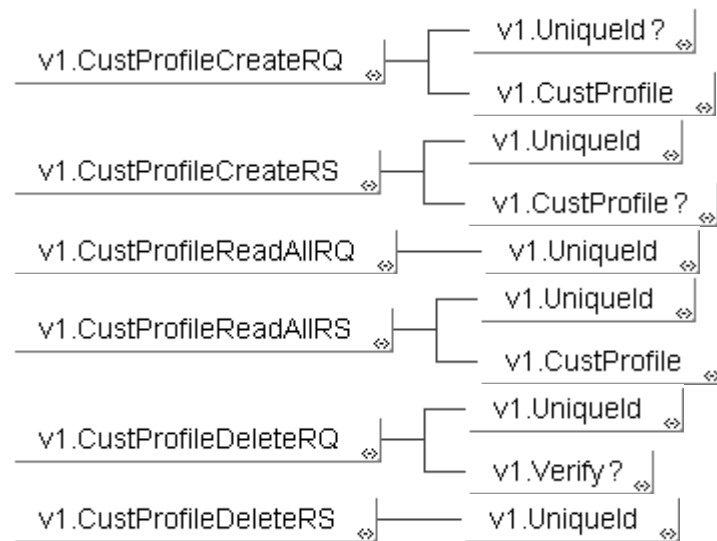 v1.UniqueId?
v1.CustProfileCreateRQ
v1.CustProfile
v1.UniqueId
v1.CustProfileCreateRS
v1.CustProfile?
v1.CustProfileReadAllRQ
v1.UniqueId
v1.UniqueId
v1.CustProfileReadAllRS
v1.CustProfile
v1.UniqueId
v1.CustProfileDeleteRQ
v1.Verify?
v1.CustProfileDeleteRS
v1.UniqueId